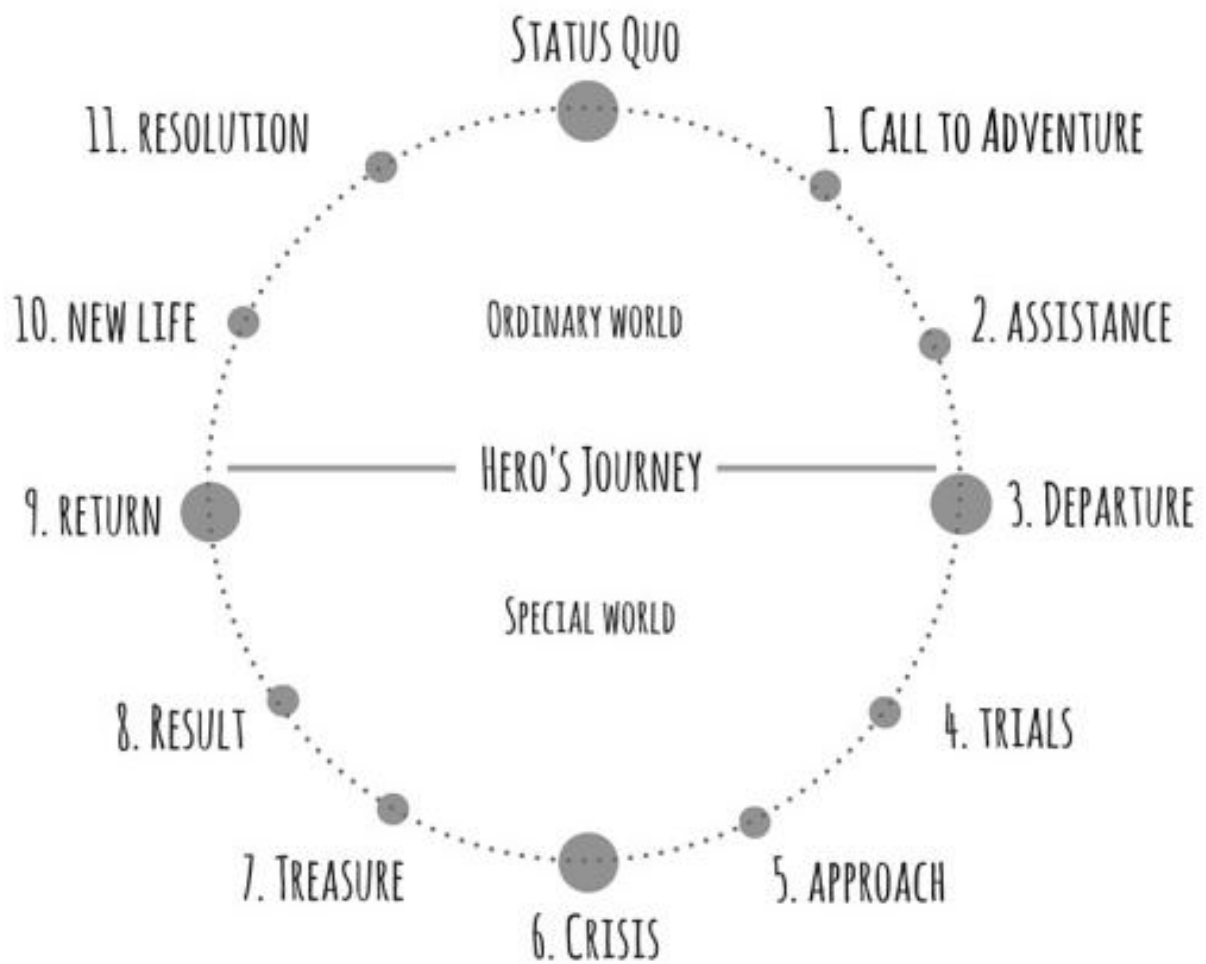 Status Quo
1. Call to Adventure
2. assistance
3. Departure
4. trials
5. approach
6. Crisis
7. Treasure
8. Result
9. return
10. new life
11. resolution
Ordinary world
Hero's Journey
Special world